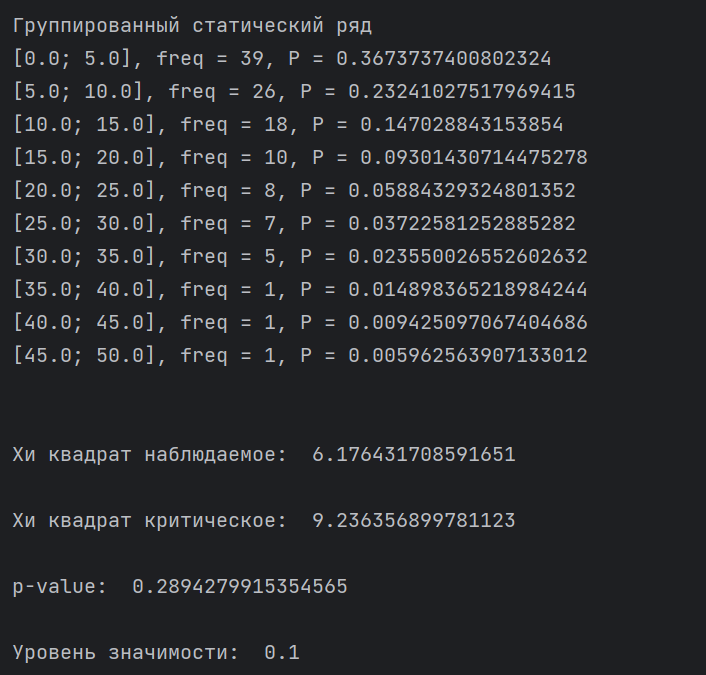 Группированный статический ряд
[0.0; 5.0], freq = 39, P = 0.3673737400802324
[5.0; 10.0], freq = 26, P = 0.23241027517969415
[10.0; 15.0], freq = 18, P = 0.147028843153854
[15.0; 20.0], freq = 10, P = 0.09301430714475278
[20.0; 25.0], freq = 8, P = 0.05884329324801352
[25.0; 30.0], freq = 7, P = 0.03722581252885282
[30.0; 35.0], freq = 5, P = 0.023550026552602632
[35.0; 40.0], freq = 1, P = 0.014898365218984244
[40.0; 45.0], freq = 1, P = 0.009425097067404686
[45.0; 50.0], freq = 1, P = 0.005962563907133012
Хи квадрат наблюдаемое:  6.176431708591651
Хи квадрат критическое:  9.236356899781123
p-value:  0.2894279915354565
Уровень значимости:  0.1